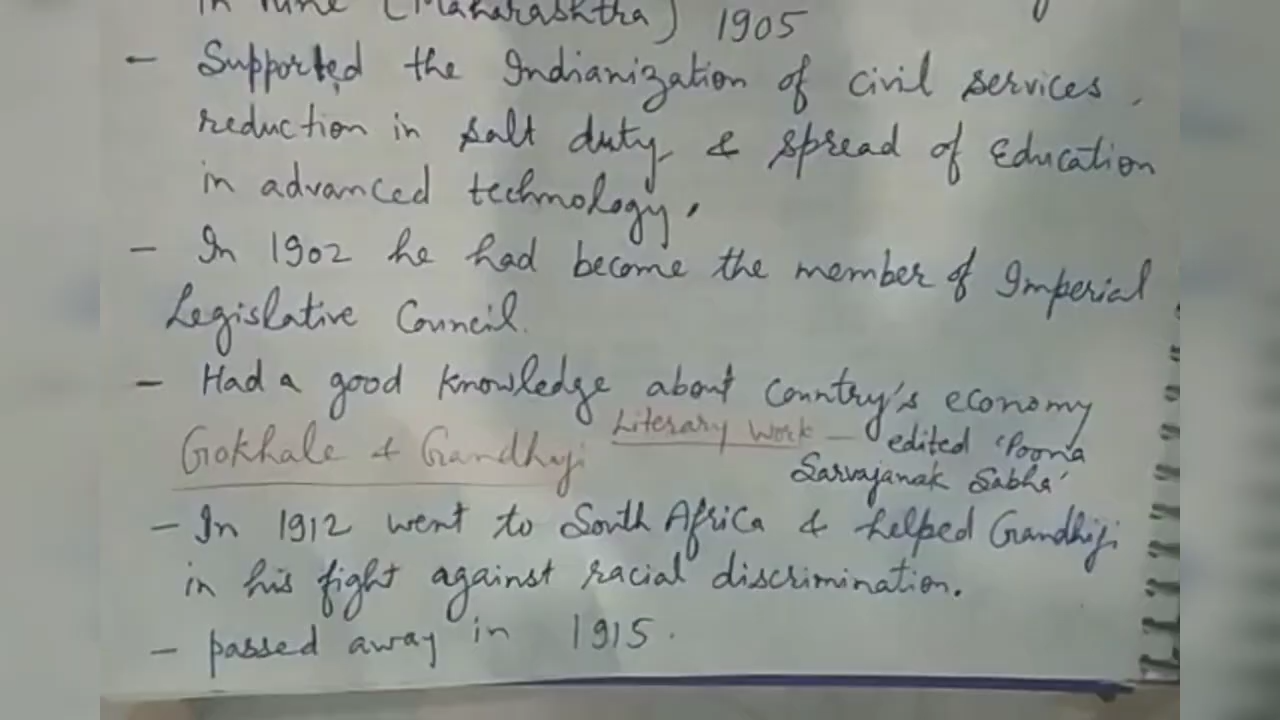 in Pune (Maharashtra) 1905
- Supported the Indianization of civil services,
reduction in salt duty & spread of Education
in advanced technology.
- In 1902 he had become the member of Imperial
Legislative Council.
- Had a good knowledge about country's economy
Gokhale & Gandhiji
Literary Work - edited 'Poona
Sarvajanak Sabha'
- In 1912 went to South Africa & helped Gandhiji
in his fight against racial discrimination.
- passed away in 1915.